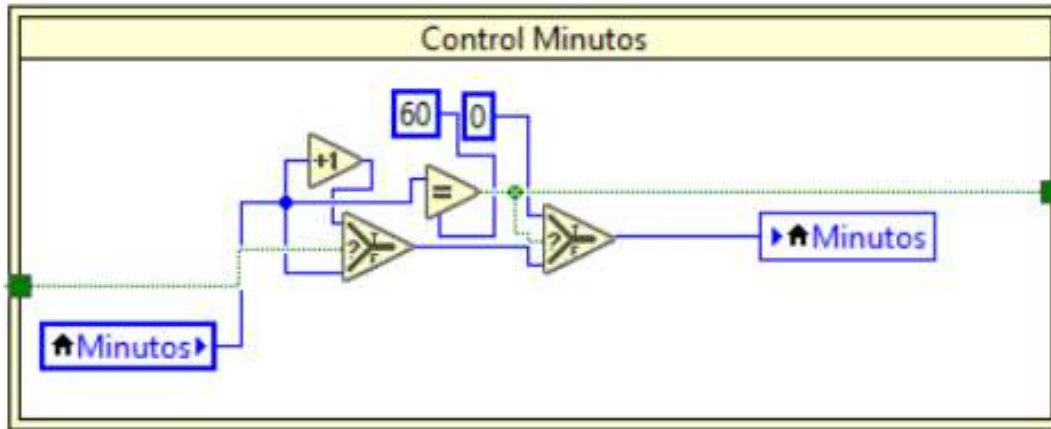 Control Minutos
60 0
+1
=
? T F
? T F
Minutos
Minutos